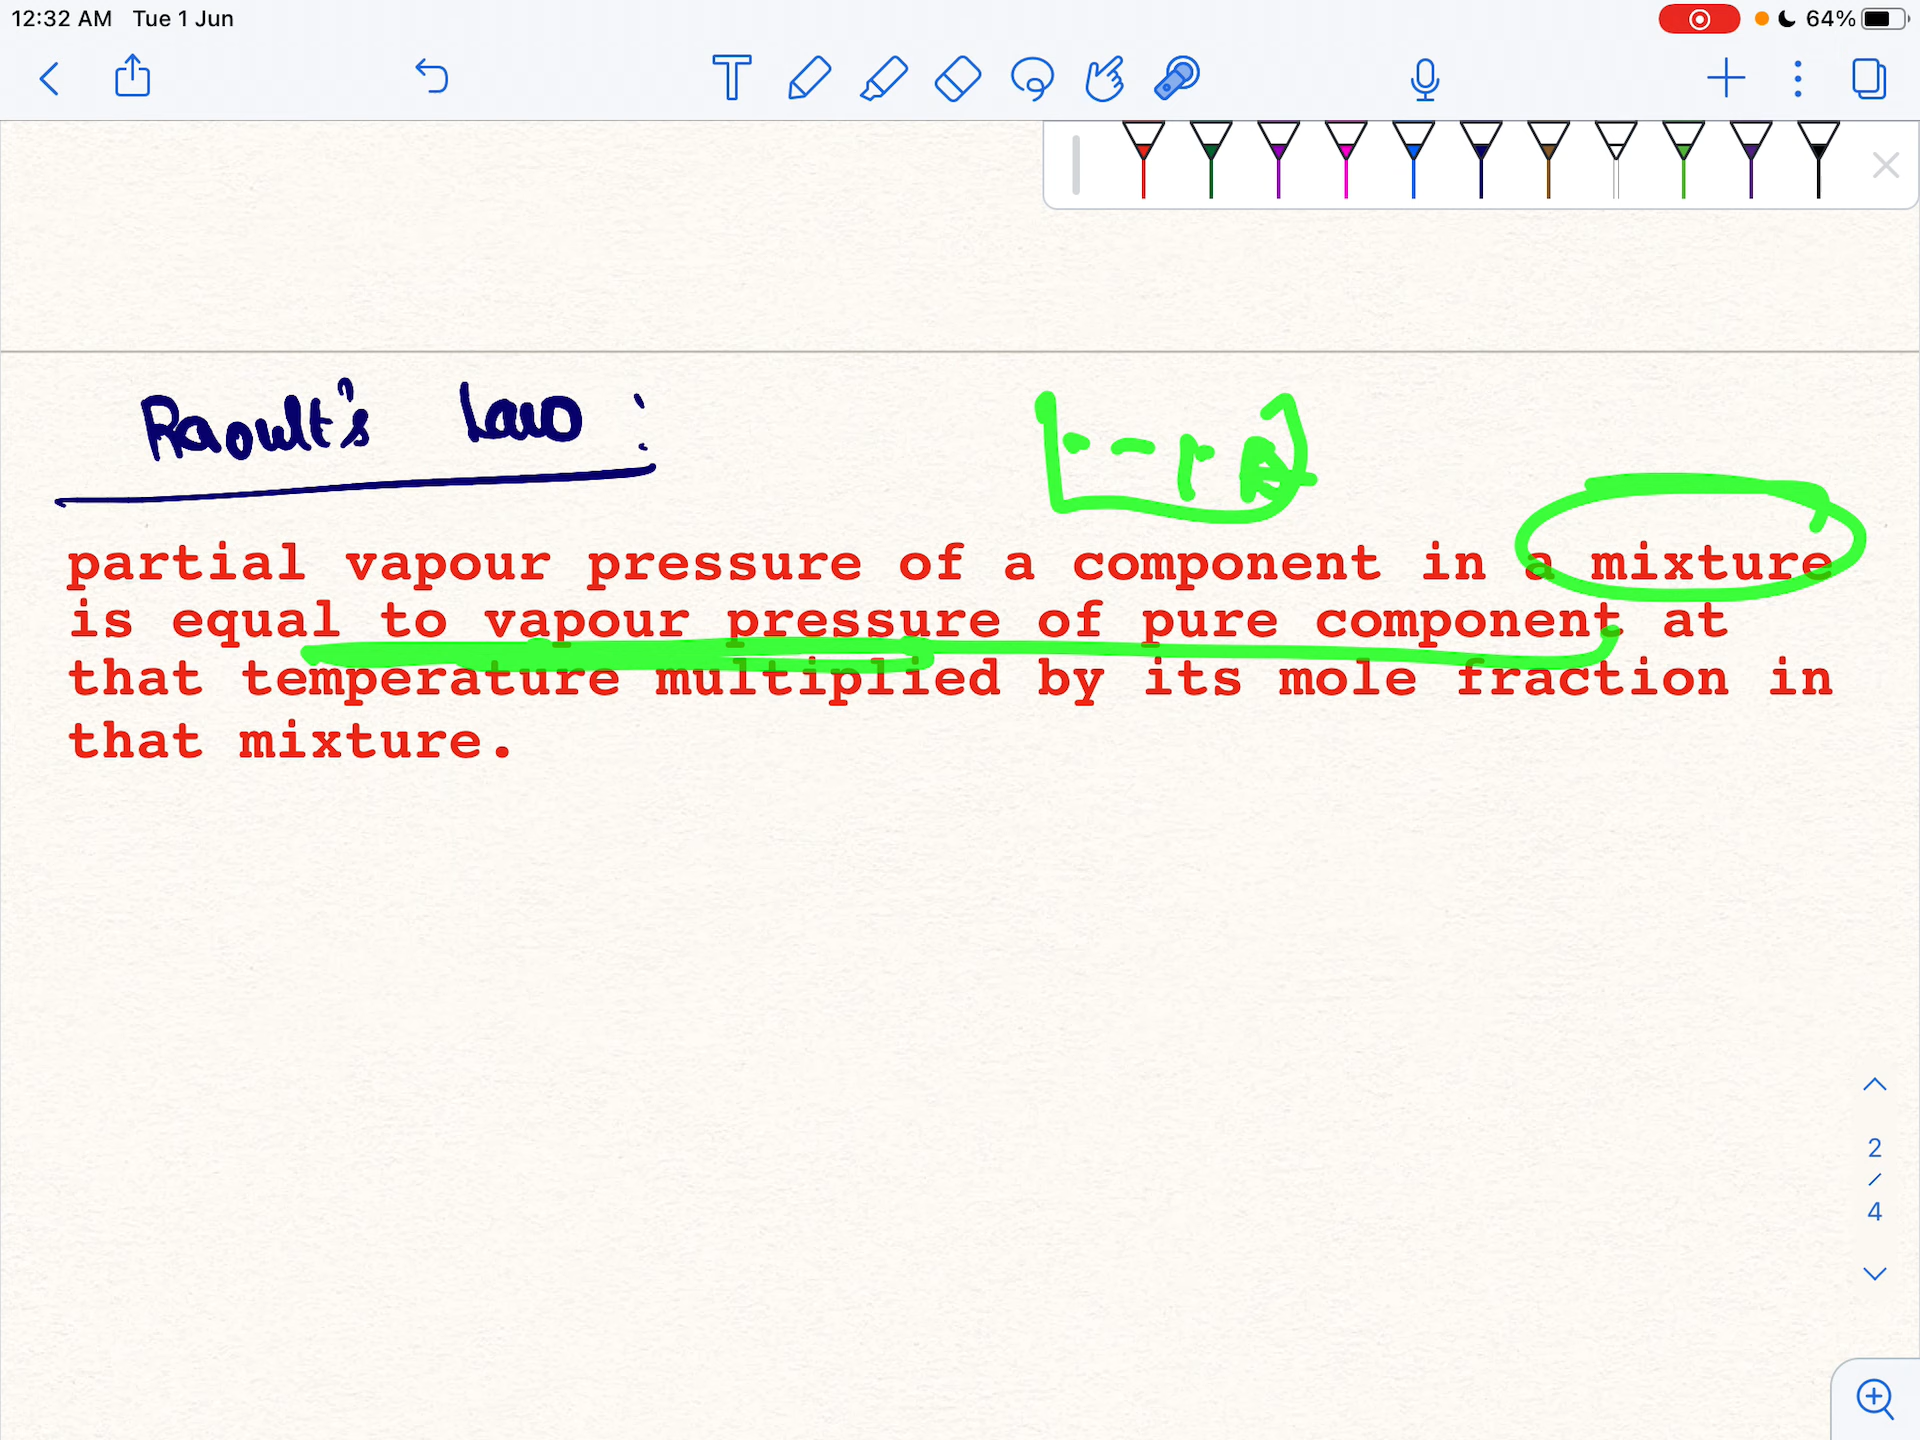 12:32 AM Tue 1 Jun
64%
T
Raoult's Law :
partial vapour pressure of a component in a mixture
is equal to vapour pressure of pure component at
that temperature multiplied by its mole fraction in
that mixture.
2
/
4